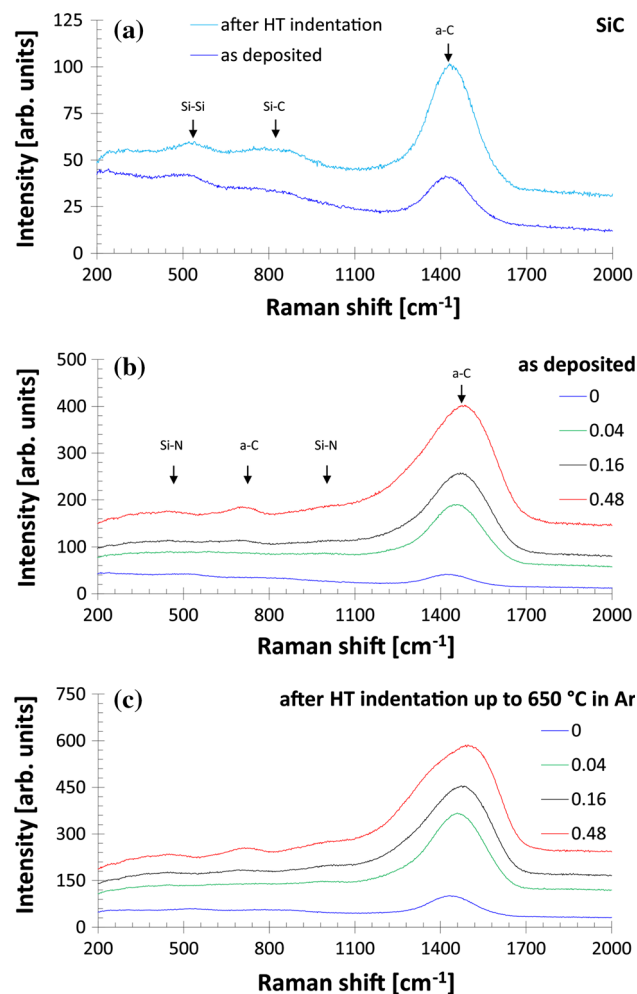 (a)
after HT indentation
as deposited
SiC
a-C
Si-Si
Si-C
Intensity [arb. units]
125
100
75
50
25
0
200 500 800 1100 1400 1700 2000
Raman shift [cm-1]
(b)
as deposited
0
0.04
0.16
0.48
a-C
Si-N
a-C
Si-N
Intensity [arb. units]
500
400
300
200
100
0
200 500 800 1100 1400 1700 2000
Raman shift [cm-1]
(c)
after HT indentation up to 650 °C in Ar
0
0.04
0.16
0.48
Intensity [arb. units]
750
600
450
300
150
0
200 500 800 1100 1400 1700 2000
Raman shift [cm-1]